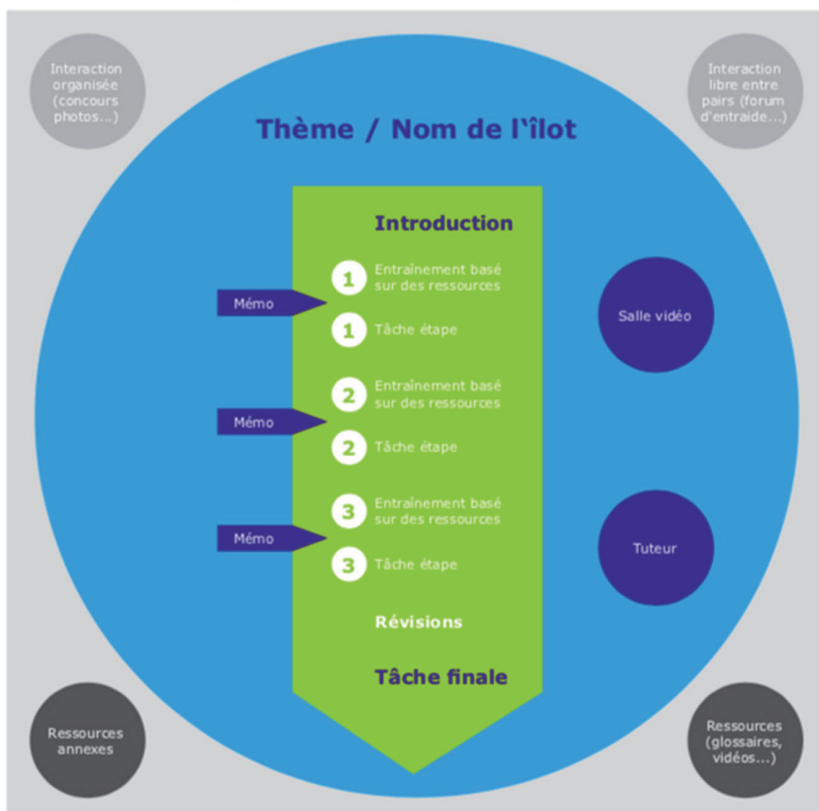 Interaction
organisée
(concours
photos...)
Interaction
libre entre
pairs (forum
d'entraide...)
Thème / Nom de l'îlot
Introduction
1 Entraînement basé
sur des ressources
Mémo
1 Tâche étape
Salle vidéo
2 Entraînement basé
sur des ressources
Mémo
2 Tâche étape
3 Entraînement basé
sur des ressources
Mémo
3 Tâche étape
Tuteur
Révisions
Tâche finale
Ressources
annexes
Ressources
(glossaires,
vidéos...)